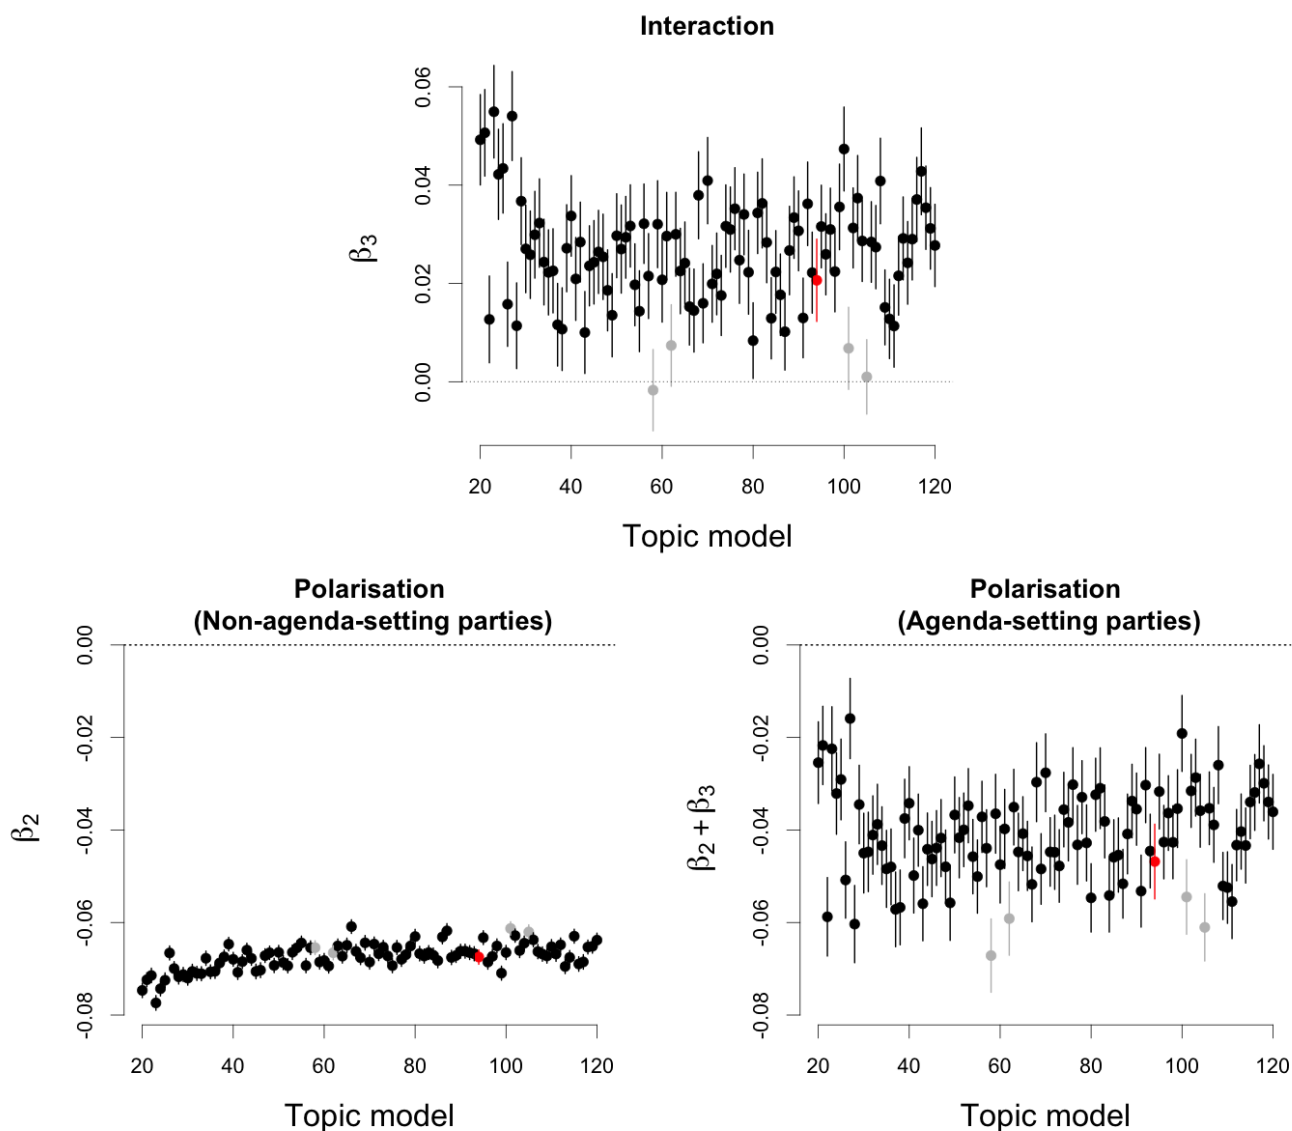 Interaction
β3
0.06
0.04
0.02
0.00
20 40 60 80 100 120
Topic model
Polarisation
(Non-agenda-setting parties)
β2
0.00
-0.02
-0.04
-0.06
-0.08
20 40 60 80 100 120
Topic model
Polarisation
(Agenda-setting parties)
β2 + β3
0.00
-0.02
-0.04
-0.06
-0.08
20 40 60 80 100 120
Topic model